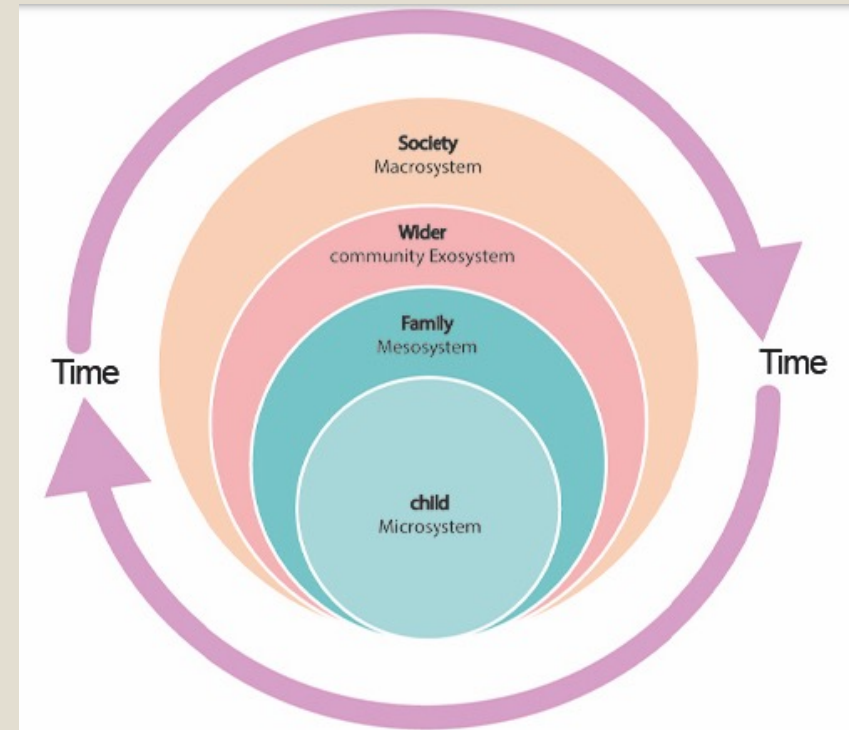 Society
Macrosystem
Wider
community Exosystem
Family
Mesosystem
Time
Time
child
Microsystem